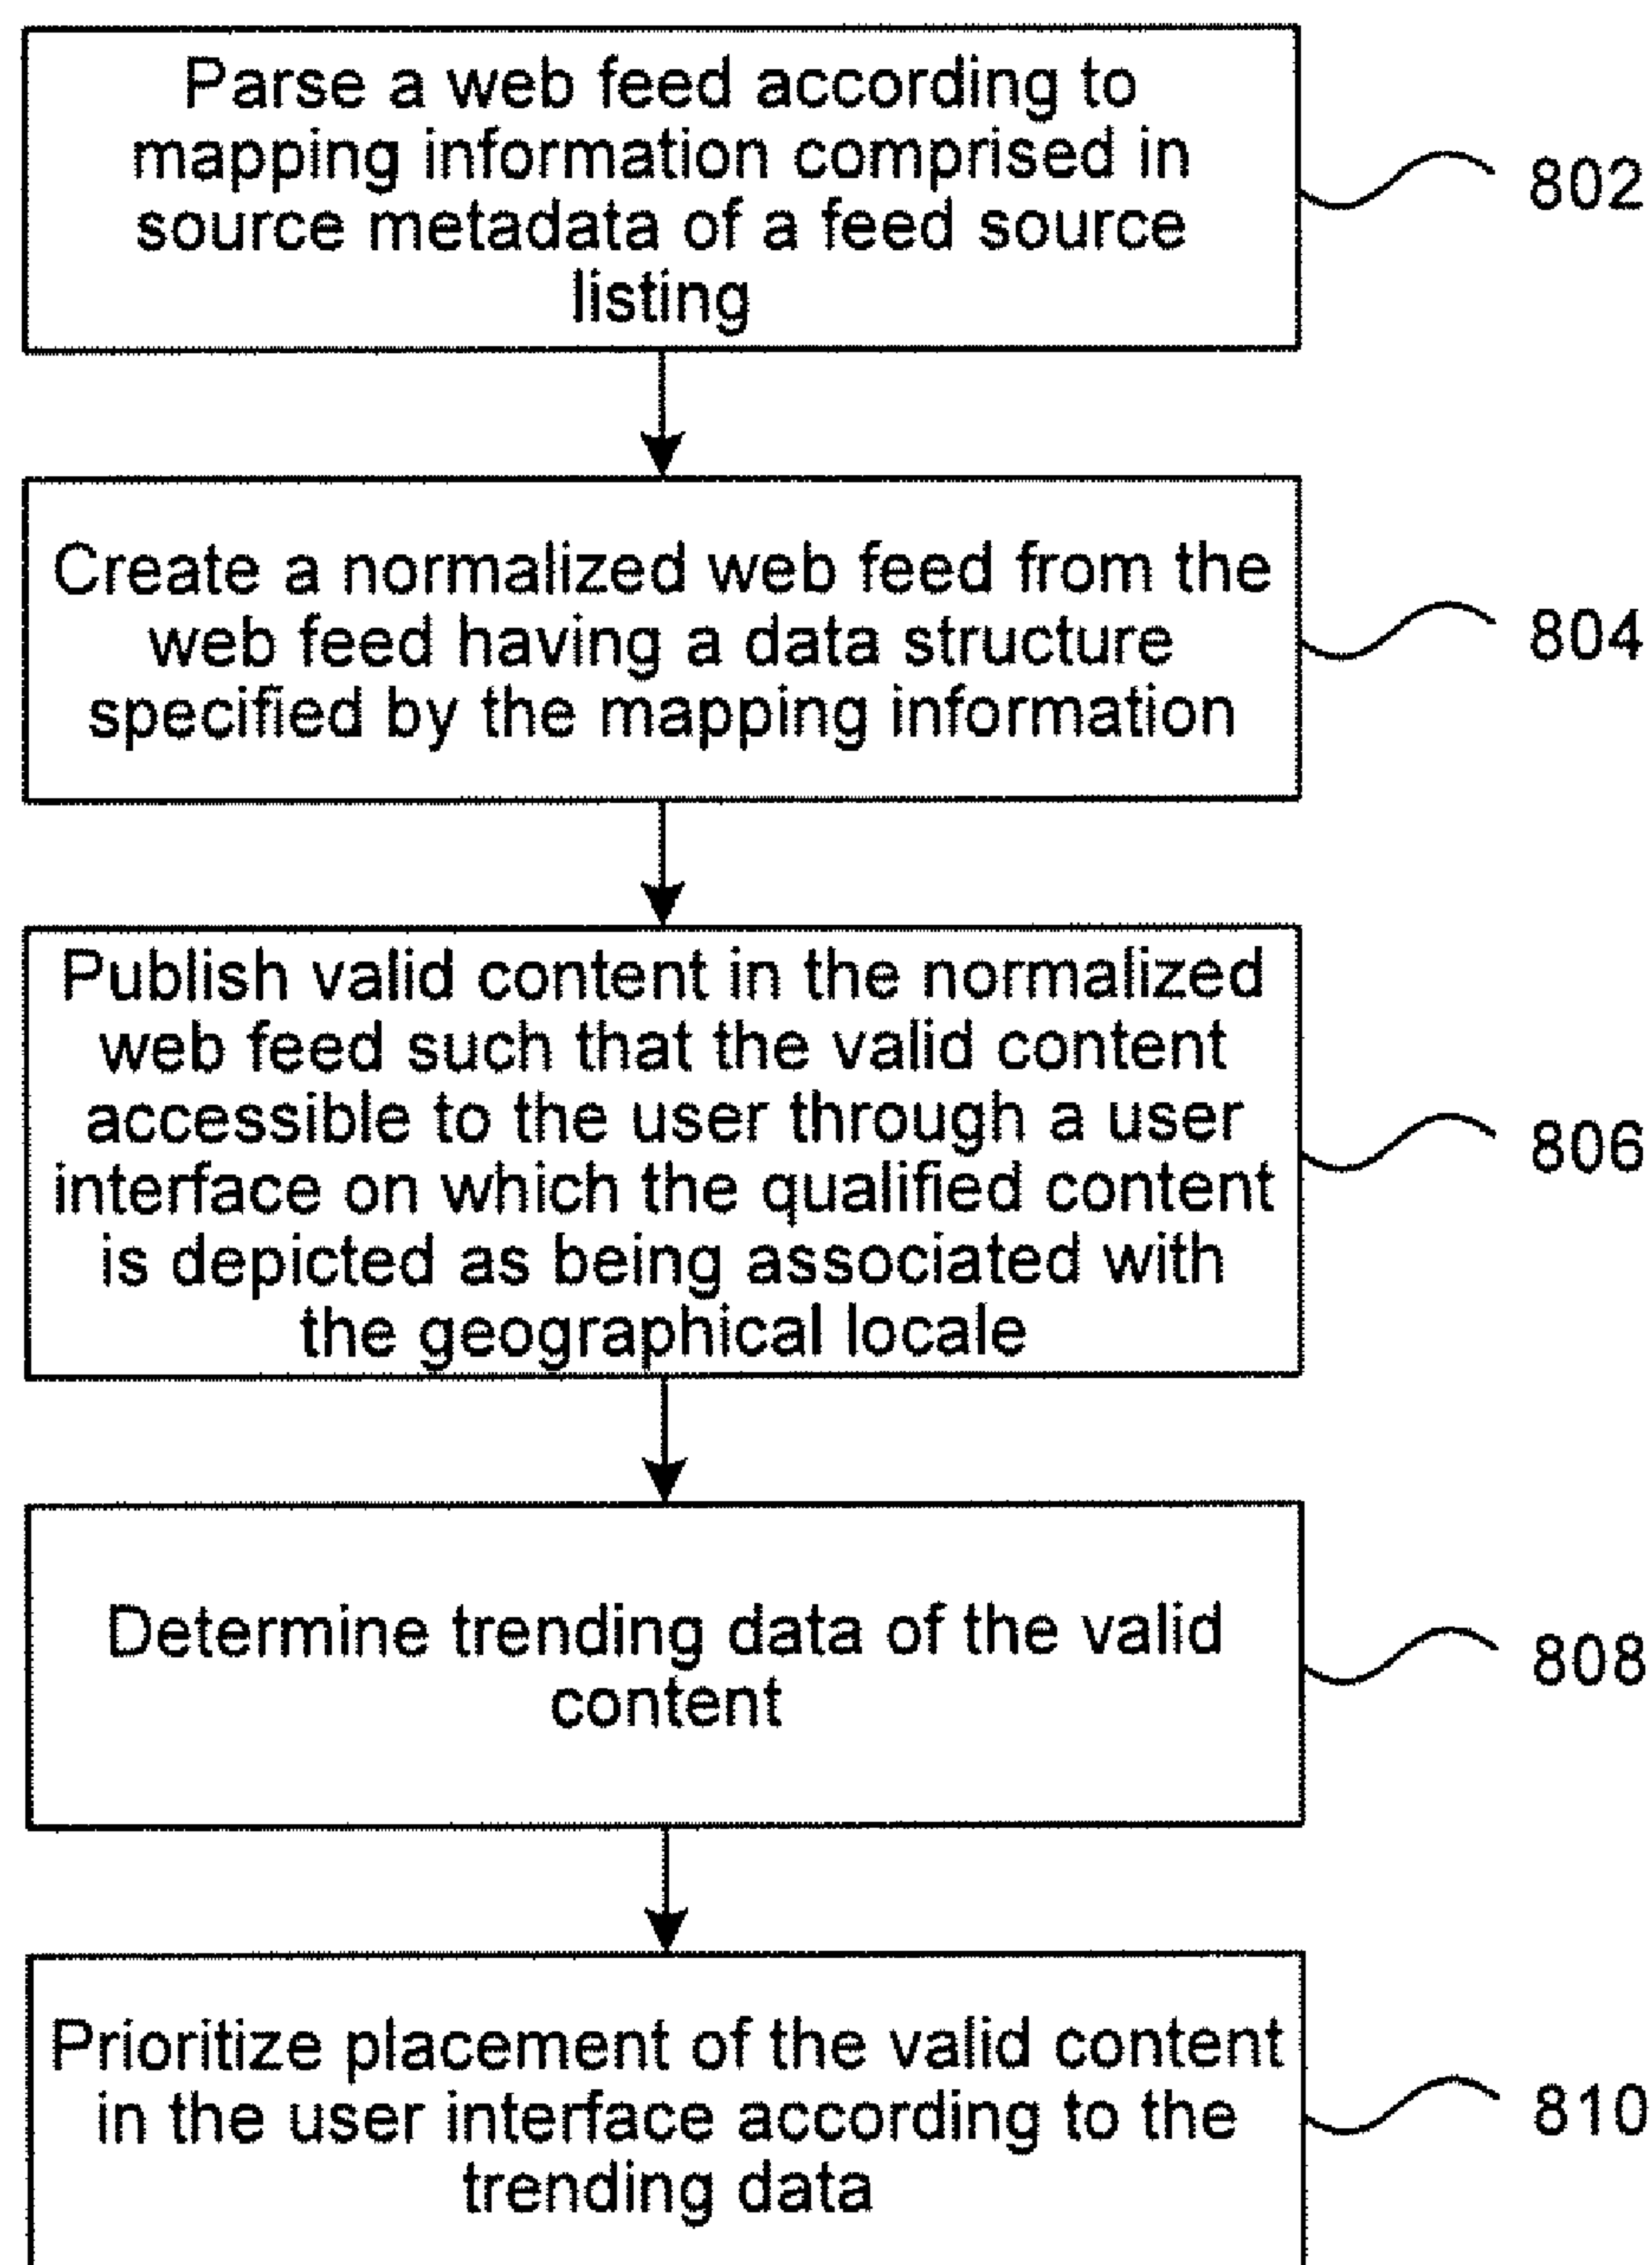 Parse a web feed according to
mapping information comprised in
source metadata of a feed source
listing
802
Create a normalized web feed from the
web feed having a data structure
specified by the mapping information
804
Publish valid content in the normalized
web feed such that the valid content
accessible to the user through a user
interface on which the qualified content
is depicted as being associated with
the geographical locale
806
Determine trending data of the valid
content
808
Prioritize placement of the valid content
in the user interface according to the
trending data
810